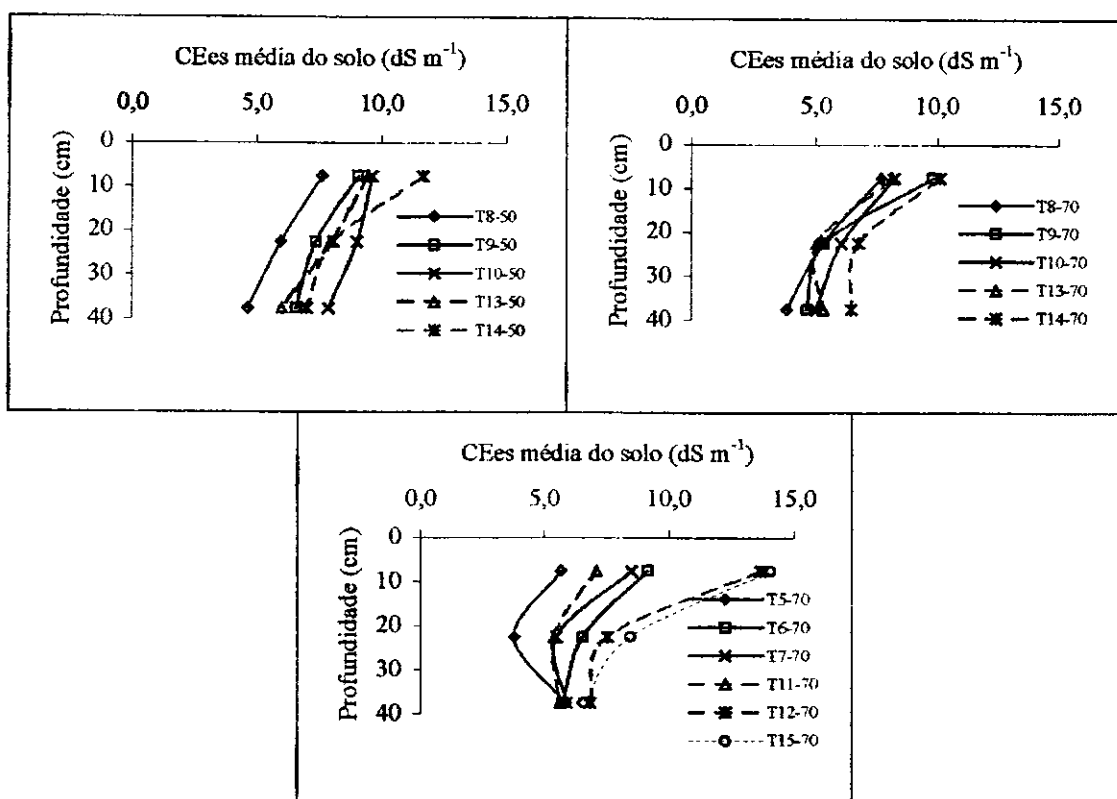 CEes média do solo (dS m⁻¹)
0,0 5,0 10,0 15,0
Profundidade (cm)
0
10
20
30
40
T8-50
T9-50
T10-50
T13-50
T14-50
CEes média do solo (dS m⁻¹)
0,0 5,0 10,0 15,0
Profundidade (cm)
0
10
20
30
40
T8-70
T9-70
T10-70
T13-70
T14-70
CEes média do solo (dS m⁻¹)
0,0 5,0 10,0 15,0
Profundidade (cm)
0
10
20
30
40
T5-70
T6-70
T7-70
T11-70
T12-70
T15-70